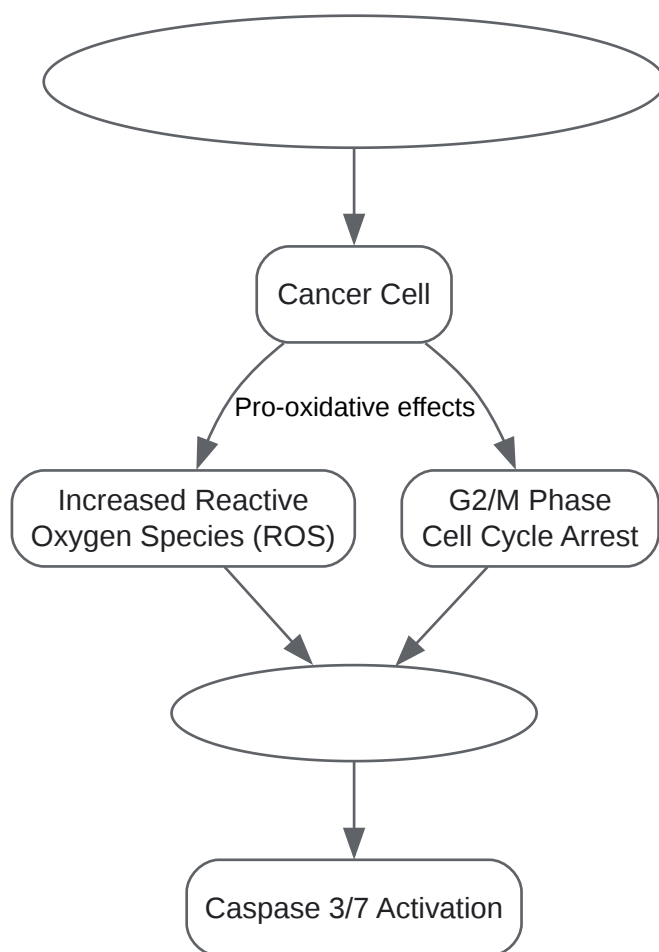 Cancer Cell
Pro-oxidative effects
Increased Reactive
Oxygen Species (ROS)
G2/M Phase
Cell Cycle Arrest
Caspase 3/7 Activation